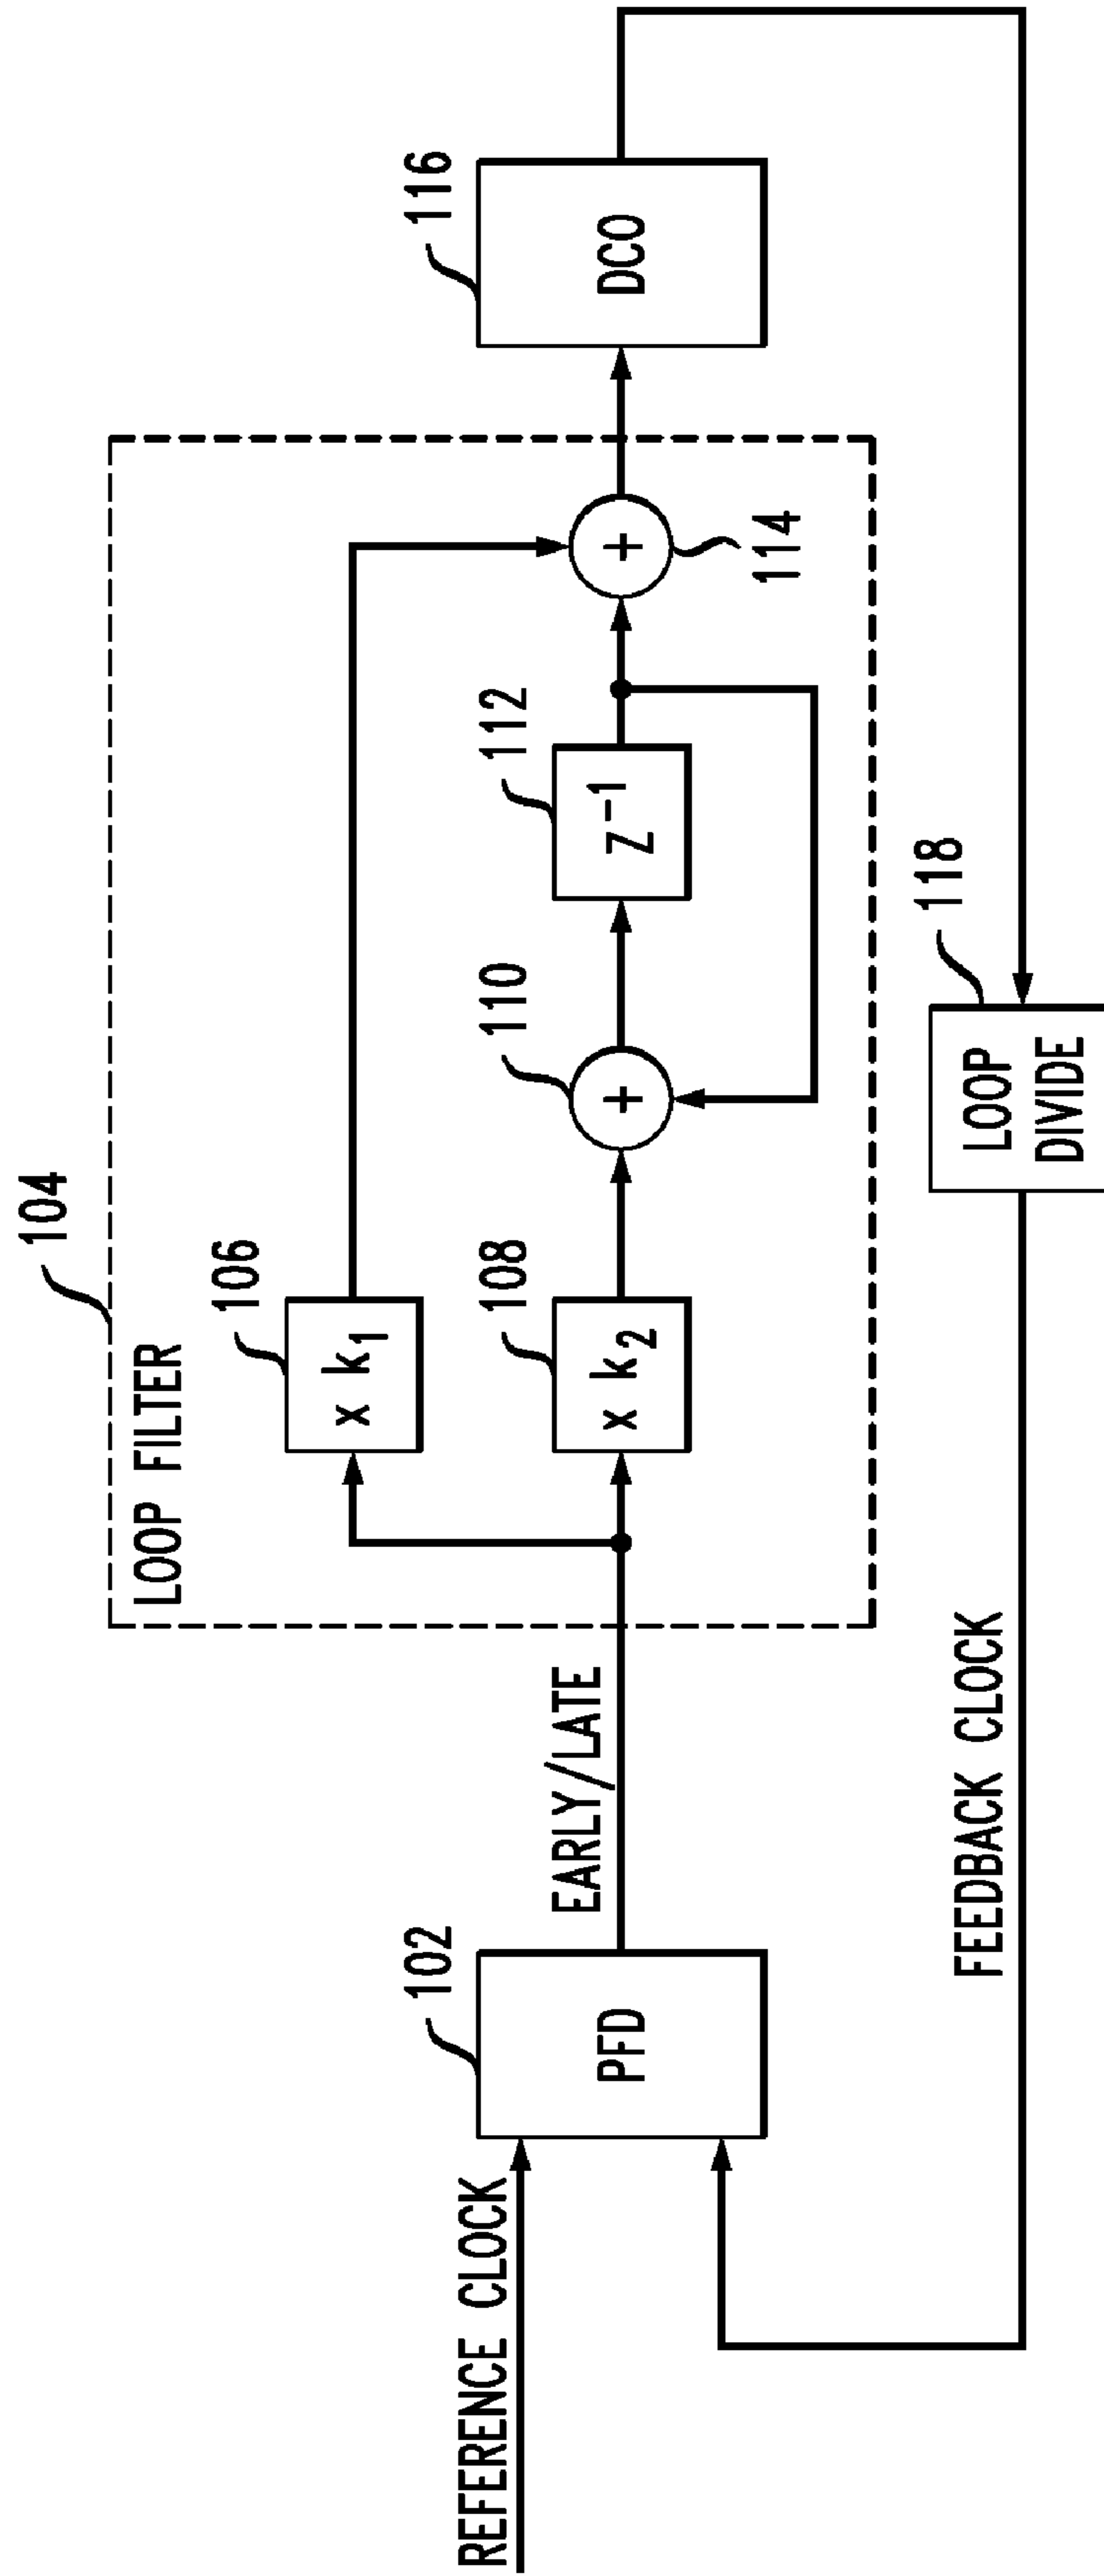 104
LOOP FILTER
106
x k₁
REFERENCE CLOCK
102
PFD
EARLY/LATE
108
x k₂
110
+
112
Z⁻¹
+
114
116
DCO
FEEDBACK CLOCK
118
LOOP
DIVIDE